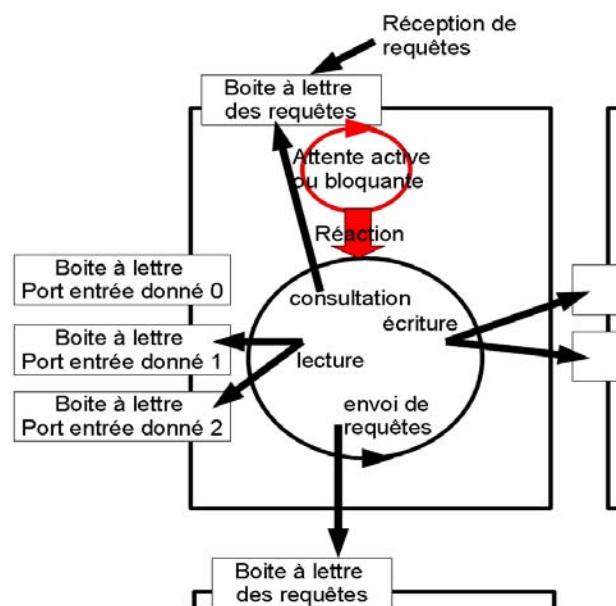 Réception de
requêtes
Boite à lettre
des requêtes
Attente active
ou bloquante
Réaction
Boite à lettre
Port entrée donné 0
consultation
écriture
Boite à lettre
Port entrée donné 1
lecture
Boite à lettre
Port entrée donné 2
envoi de
requêtes
Boite à lettre
des requêtes